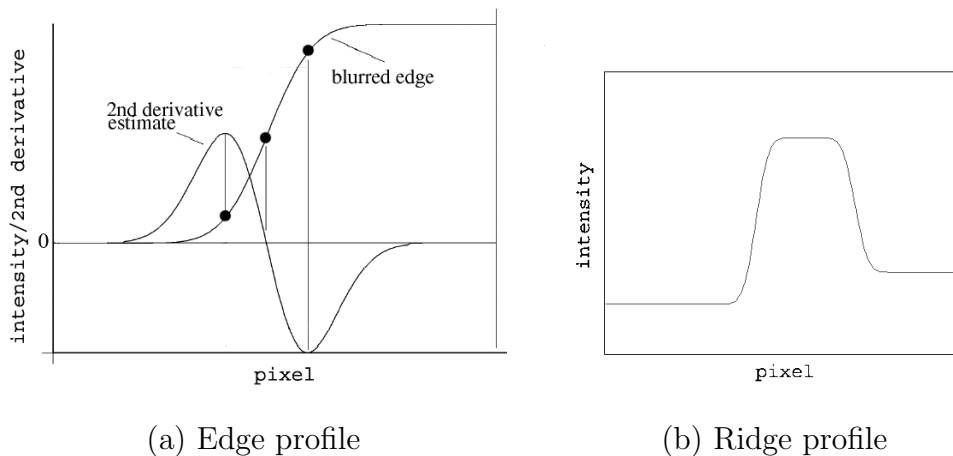 intensity/2nd derivative
0
2nd derivative
estimate
blurred edge
pixel
(a) Edge profile
intensity
pixel
(b) Ridge profile